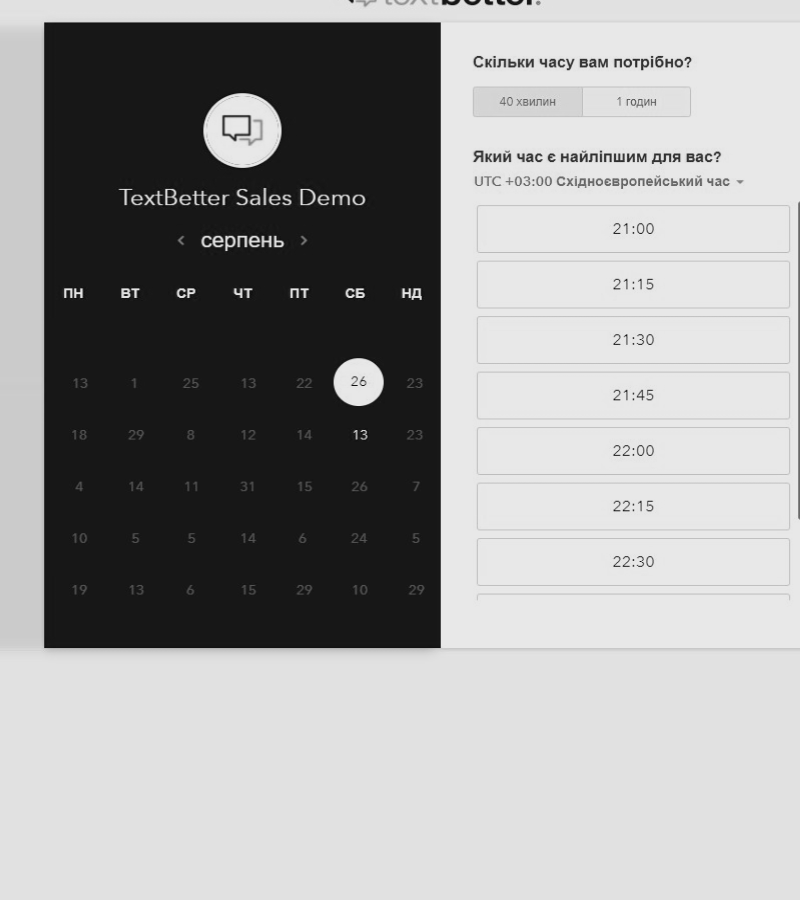 textbetter.
TextBetter Sales Demo
серпень
ПН ВТ СР ЧТ ПТ СБ НД
13 1 25 13 22 26 23
18 29 8 12 14 13 23
4 14 11 31 15 26 7
10 5 5 14 6 24 5
19 13 6 15 29 10 29
Скільки часу вам потрібно?
40 хвилин 1 годин
Який час є найліпшим для вас?
UTC +03:00 Східноєвропейський час
21:00
21:15
21:30
21:45
22:00
22:15
22:30